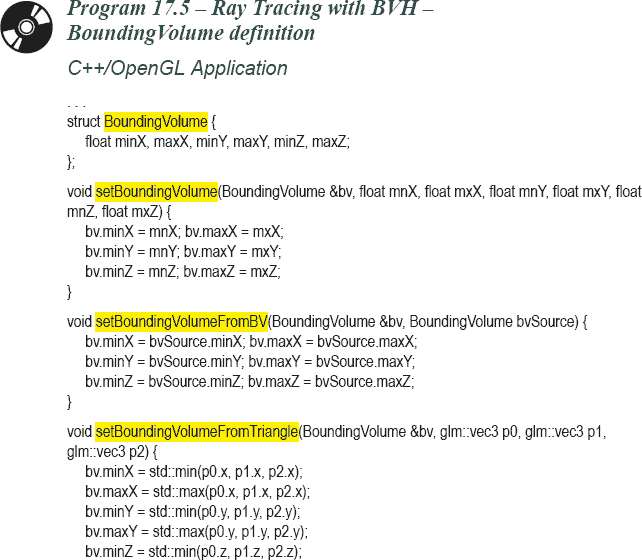 Program 17.5 – Ray Tracing with BVH –
BoundingVolume definition
C++/OpenGL Application
. . .
struct BoundingVolume {
float minX, maxX, minY, maxY, minZ, maxZ;
};
void setBoundingVolume(BoundingVolume &bv, float mnX, float mxX, float mnY, float mxY, float
mnZ, float mxZ) {
bv.minX = mnX; bv.maxX = mxX;
bv.minY = mnY; bv.maxY = mxY;
bv.minZ = mnZ; bv.maxZ = mxZ;
}
void setBoundingVolumeFromBV(BoundingVolume &bv, BoundingVolume bvSource) {
bv.minX = bvSource.minX; bv.maxX = bvSource.maxX;
bv.minY = bvSource.minY; bv.maxY = bvSource.maxY;
bv.minZ = bvSource.minZ; bv.maxZ = bvSource.maxZ;
}
void setBoundingVolumeFromTriangle(BoundingVolume &bv, glm::vec3 p0, glm::vec3 p1,
glm::vec3 p2) {
bv.minX = std::min(p0.x, p1.x, p2.x);
bv.maxX = std::max(p0.x, p1.x, p2.x);
bv.minY = std::min(p0.y, p1.y, p2.y);
bv.maxY = std::max(p0.y, p1.y, p2.y);
bv.minZ = std::min(p0.z, p1.z, p2.z);